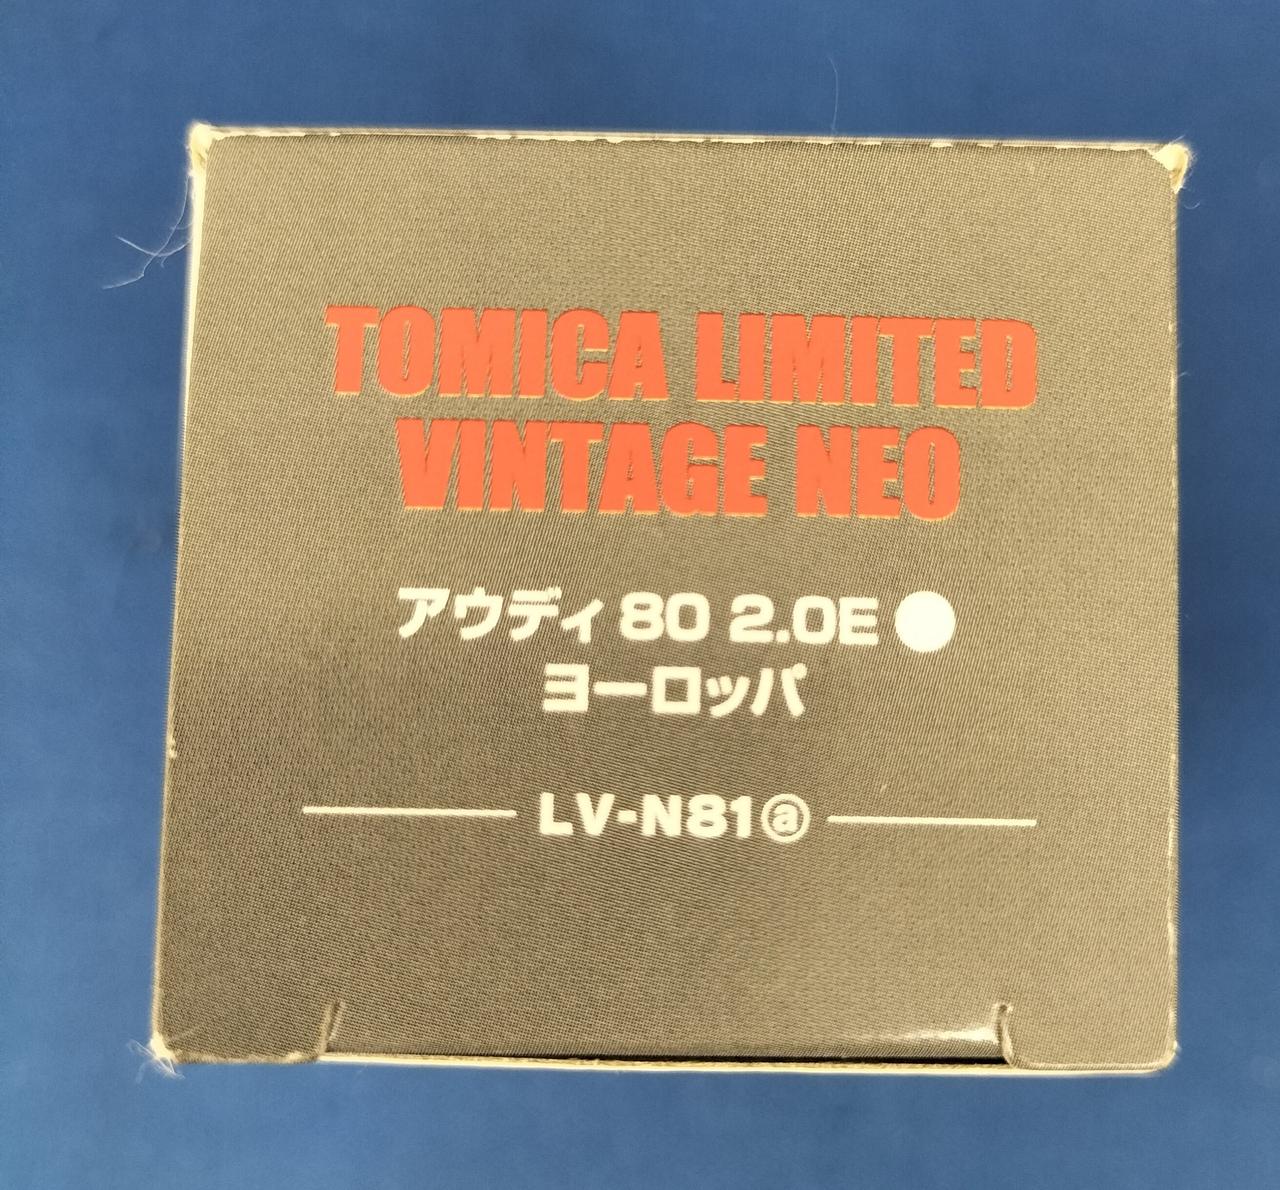 TOMICA LIMITED
VINTAGE NEO
アウディ 80 2.0E
ヨーロッパ
LV-N81ⓐ